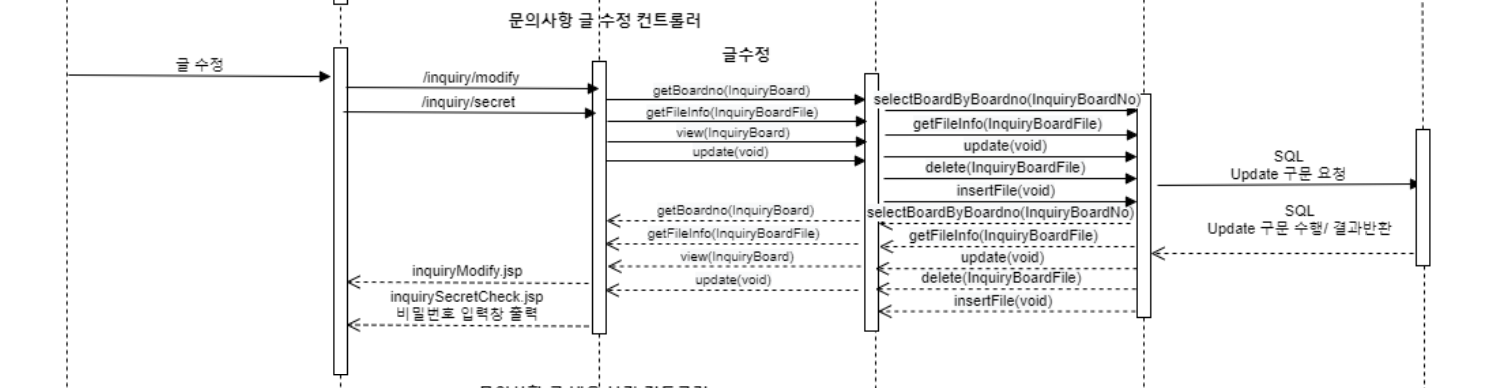 문의사항 글 수정 컨트롤러
글수정
글 수정
/inquiry/modify
/inquiry/secret
getBoardno(InquiryBoard)
getFileInfo(InquiryBoardFile)
view(InquiryBoard)
update(void)
selectBoardByBoardno(InquiryBoardNo)
getFileInfo(InquiryBoardFile)
update(void)
delete(InquiryBoardFile)
insertFile(void)
SQL
Update 구문 요청
SQL
Update 구문 수행/ 결과반환
selectBoardByBoardno(InquiryBoardNo)
getFileInfo(InquiryBoardFile)
update(void)
delete(InquiryBoardFile)
insertFile(void)
getBoardno(InquiryBoard)
getFileInfo(InquiryBoardFile)
view(InquiryBoard)
update(void)
inquiryModify.jsp
inquirySecretCheck.jsp
비밀번호 입력창 출력